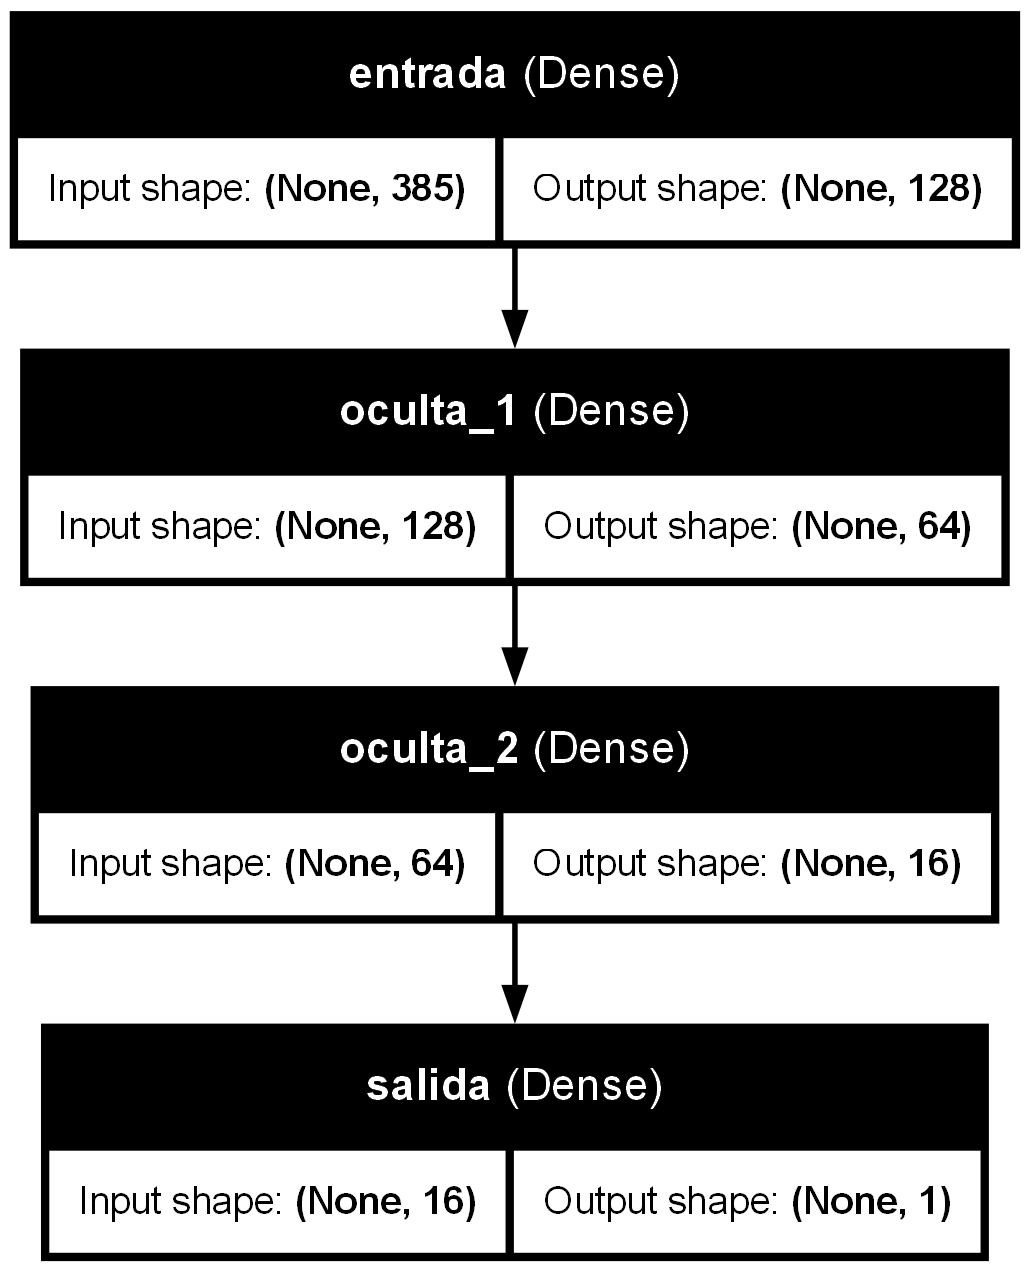 entrada (Dense)
Input shape: (None, 385) Output shape: (None, 128)
oculta_1 (Dense)
Input shape: (None, 128) Output shape: (None, 64)
oculta_2 (Dense)
Input shape: (None, 64) Output shape: (None, 16)
salida (Dense)
Input shape: (None, 16) Output shape: (None, 1)